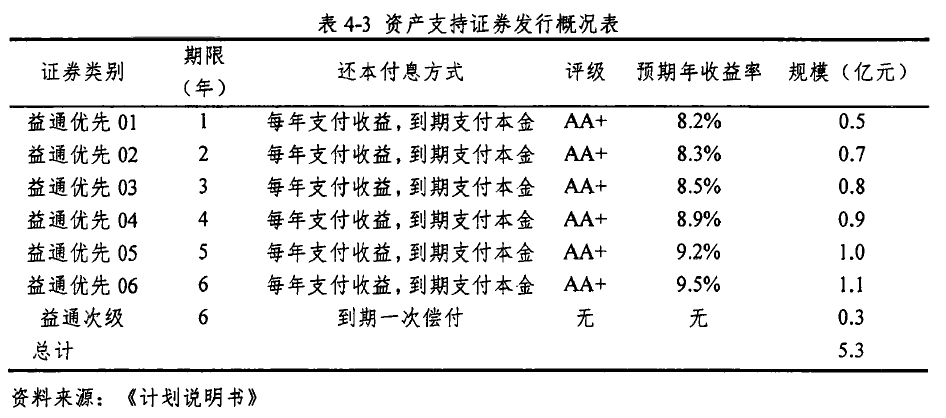 表 4-3 资产支持证券发行概况表
证券类别 期限（年） 还本付息方式 评级 预期年收益率 规模（亿元）
益通优先 01 1 每年支付收益，到期支付本金 AA+ 8.2% 0.5
益通优先 02 2 每年支付收益，到期支付本金 AA+ 8.3% 0.7
益通优先 03 3 每年支付收益，到期支付本金 AA+ 8.5% 0.8
益通优先 04 4 每年支付收益，到期支付本金 AA+ 8.9% 0.9
益通优先 05 5 每年支付收益，到期支付本金 AA+ 9.2% 1.0
益通优先 06 6 每年支付收益，到期支付本金 AA+ 9.5% 1.1
益通次级 6 到期一次偿付 无 无 0.3
总计 5.3
资料来源：《计划说明书》